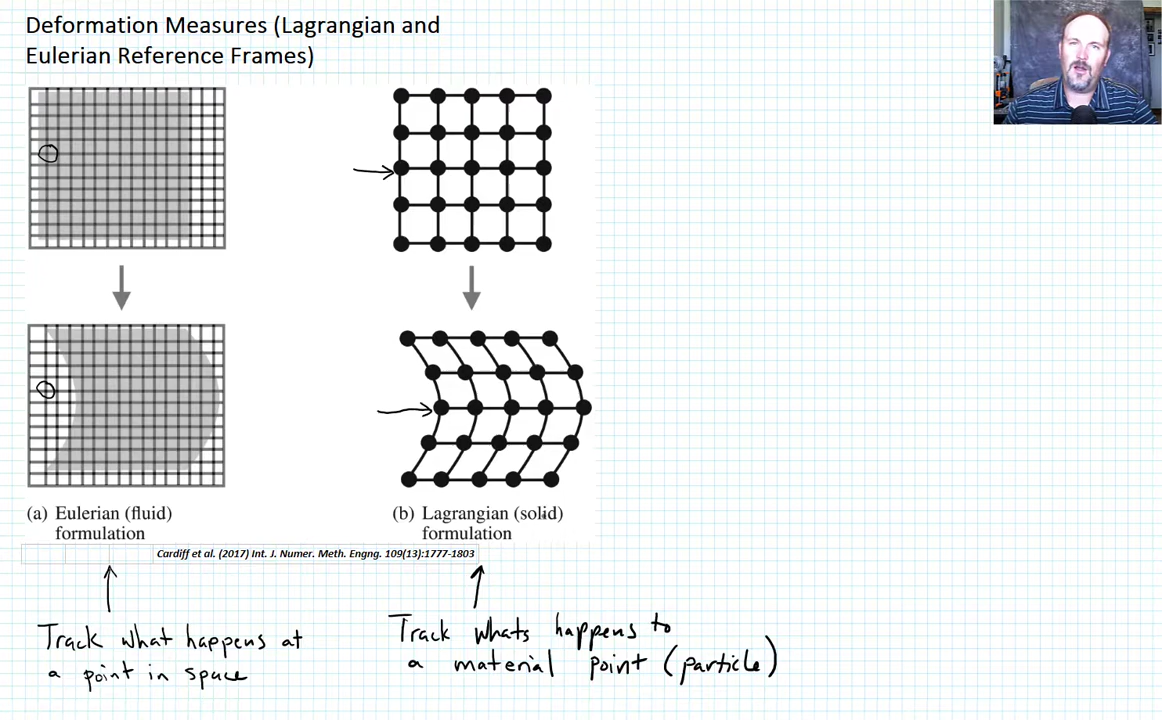 Deformation Measures (Lagrangian and
Eulerian Reference Frames)
(a) Eulerian (fluid)
formulation
(b) Lagrangian (solid)
formulation
Cardiff et al. (2017) Int. J. Numer. Meth. Engng. 109(13):1777-1803
Track what happens at
a point in space
Track whats happens to
a material point (particle)